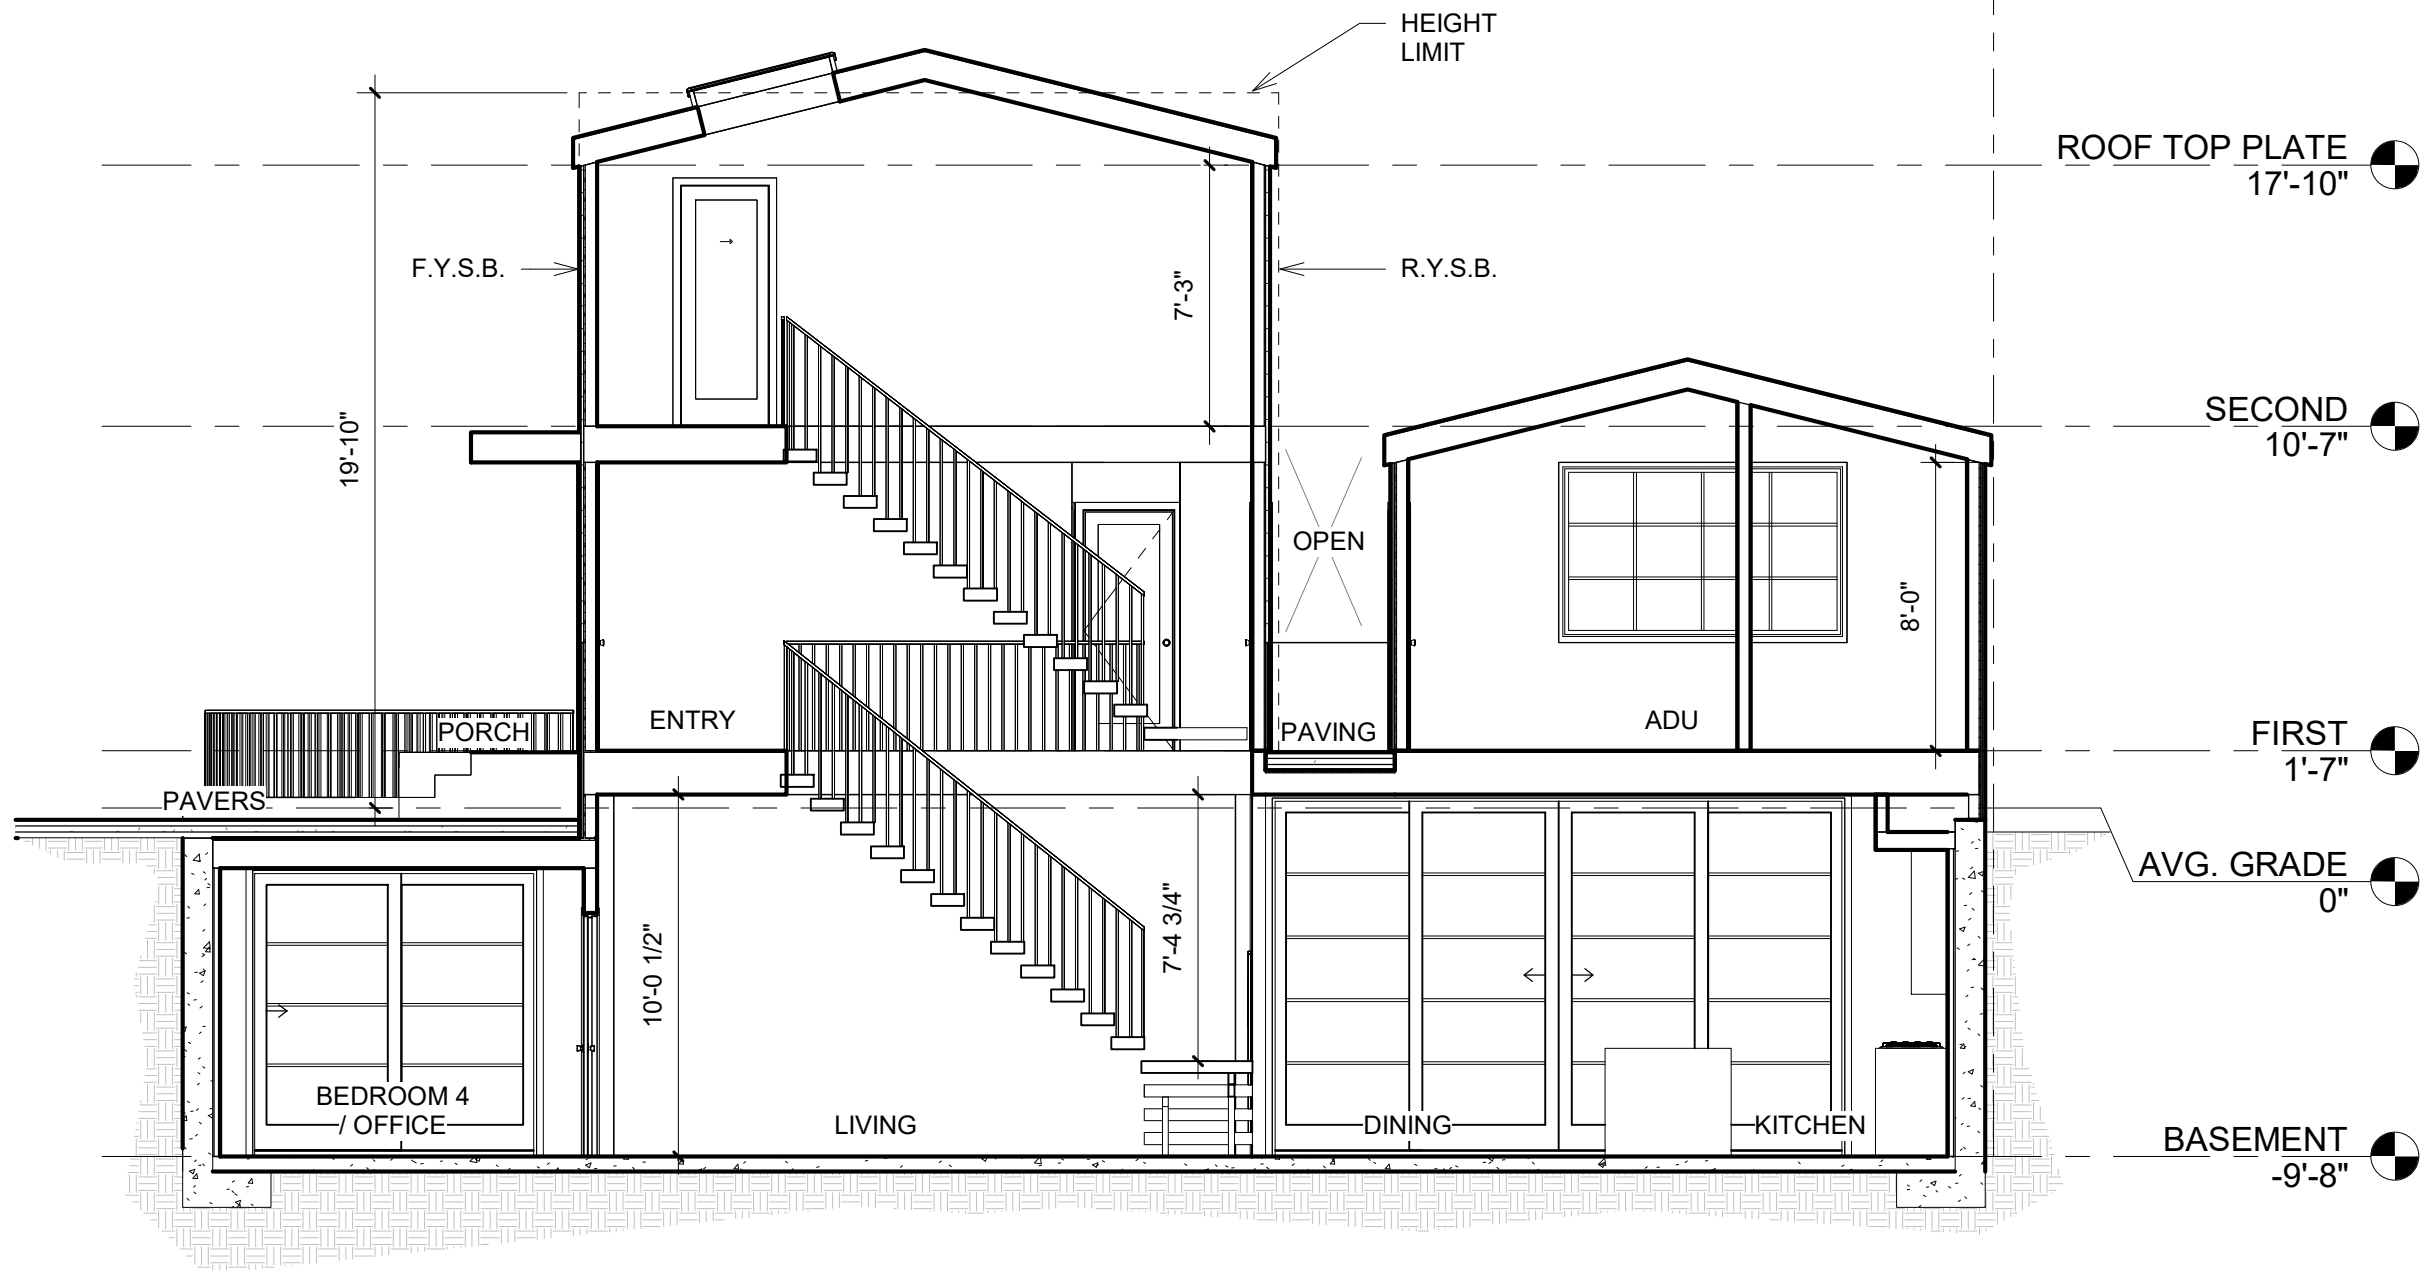 HEIGHT
LIMIT
ROOF TOP PLATE
17'-10"
F.Y.S.B.
R.Y.S.B.
7'-3"
19'-10"
SECOND
10'-7"
OPEN
8'-0"
PORCH
ENTRY
PAVING
ADU
FIRST
1'-7"
PAVERS
AVG. GRADE
0"
10'-0 1/2"
7'-4 3/4"
BEDROOM 4
/ OFFICE
LIVING
DINING
KITCHEN
BASEMENT
-9'-8"